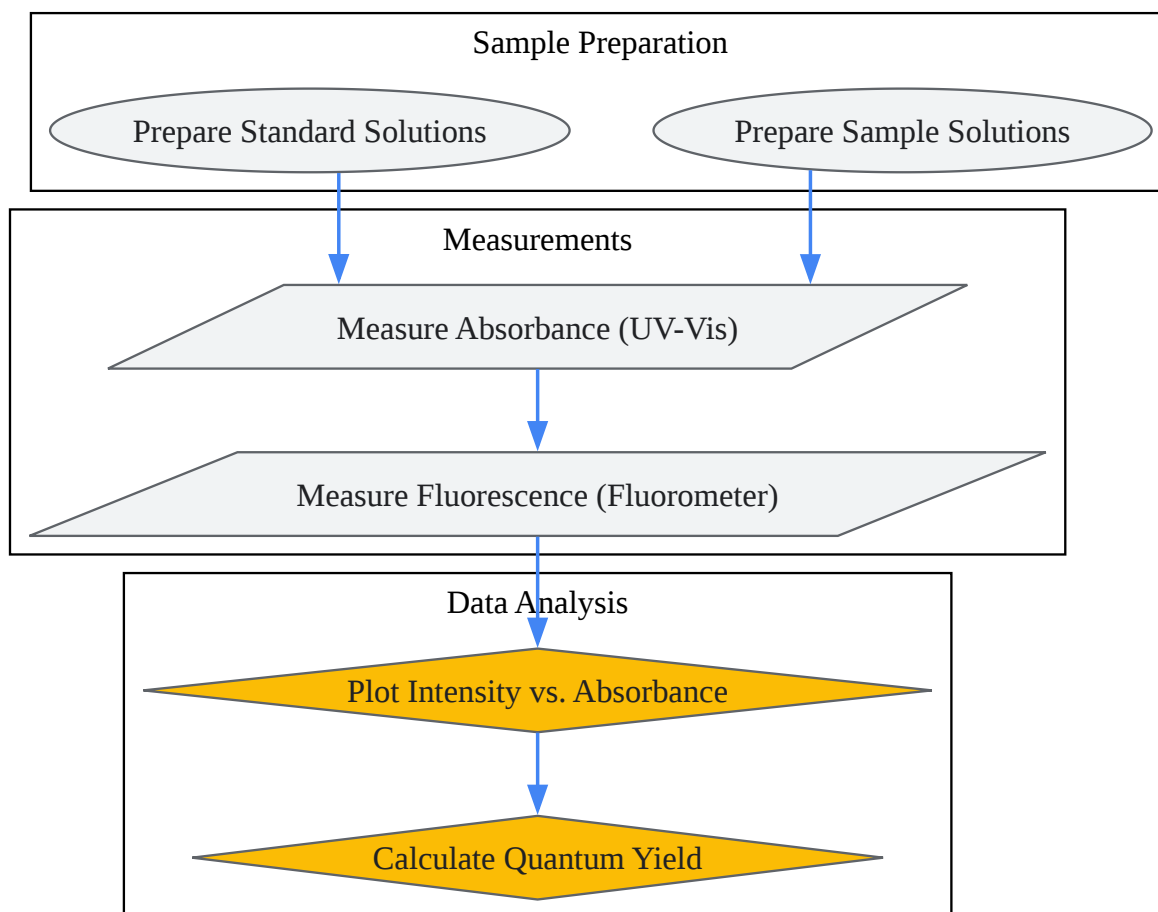 Sample Preparation
Prepare Standard Solutions
Prepare Sample Solutions
Measurements
Measure Absorbance (UV-Vis)
Measure Fluorescence (Fluorometer)
Data Analysis
Plot Intensity vs. Absorbance
Calculate Quantum Yield